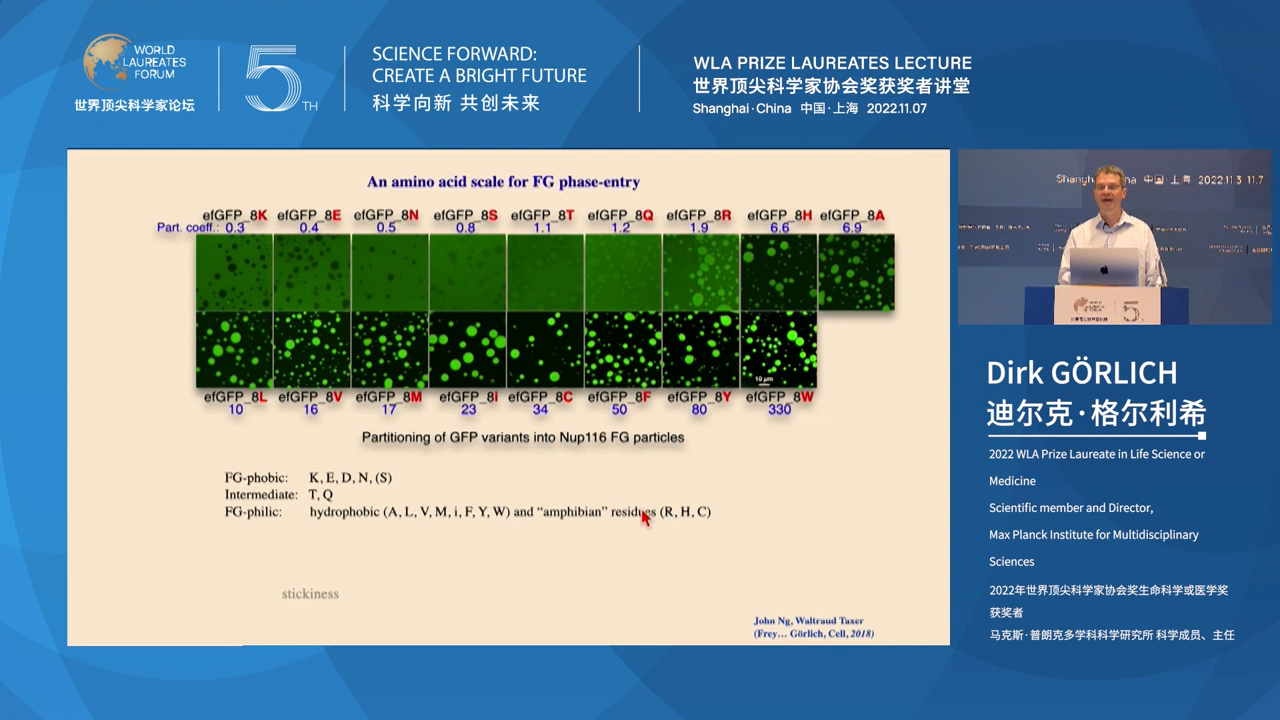 WORLD
LAUREATES
FORUM
世界顶尖科学家论坛
5TH
SCIENCE FORWARD:
CREATE A BRIGHT FUTURE
科学向新 共创未来
WLA PRIZE LAUREATES LECTURE
世界顶尖科学家协会奖获奖者讲堂
Shanghai·China 中国·上海 2022.11.07
An amino acid scale for FG phase-entry
efGFP_8K efGFP_8E efGFP_8N efGFP_8S efGFP_8T efGFP_8Q efGFP_8R efGFP_8H efGFP_8A
Part. coeff.: 0.3 0.4 0.5 0.8 1.1 1.2 1.9 6.6 6.9
10 µm
efGFP_8L efGFP_8V efGFP_8M efGFP_8i efGFP_8C efGFP_8F efGFP_8Y efGFP_8W
10 16 17 23 34 50 80 330
Partitioning of GFP variants into Nup116 FG particles
FG-phobic: K, E, D, N, (S)
Intermediate: T, Q
FG-philic: hydrophobic (A, L, V, M, i, F, Y, W) and “amphibian” residues (R, H, C)
stickiness
John Ng, Waltraud Taxer
(Frey… Görlich, Cell, 2018)
中国·上海 2022.11.3 11.7
Dirk GÖRLICH
迪尔克·格尔利希
2022 WLA Prize Laureate in Life Science or
Medicine
Scientific member and Director,
Max Planck Institute for Multidisciplinary
Sciences
2022年世界顶尖科学家协会奖生命科学或医学奖
获奖者
马克斯·普朗克多学科科学研究所 科学成员、主任